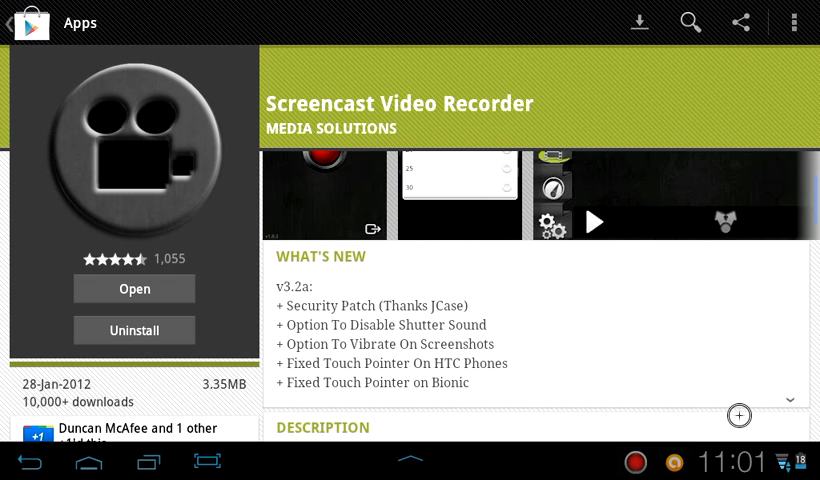 Apps
Screencast Video Recorder
MEDIA SOLUTIONS
25
30
1,055
Open
Uninstall
28-Jan-2012 3.35MB
10,000+ downloads
+1
Duncan McAfee and 1 other
+1'd this
WHAT'S NEW
v3.2a:
+ Security Patch (Thanks JCase)
+ Option To Disable Shutter Sound
+ Option To Vibrate On Screenshots
+ Fixed Touch Pointer On HTC Phones
+ Fixed Touch Pointer on Bionic
DESCRIPTION
11:01
18